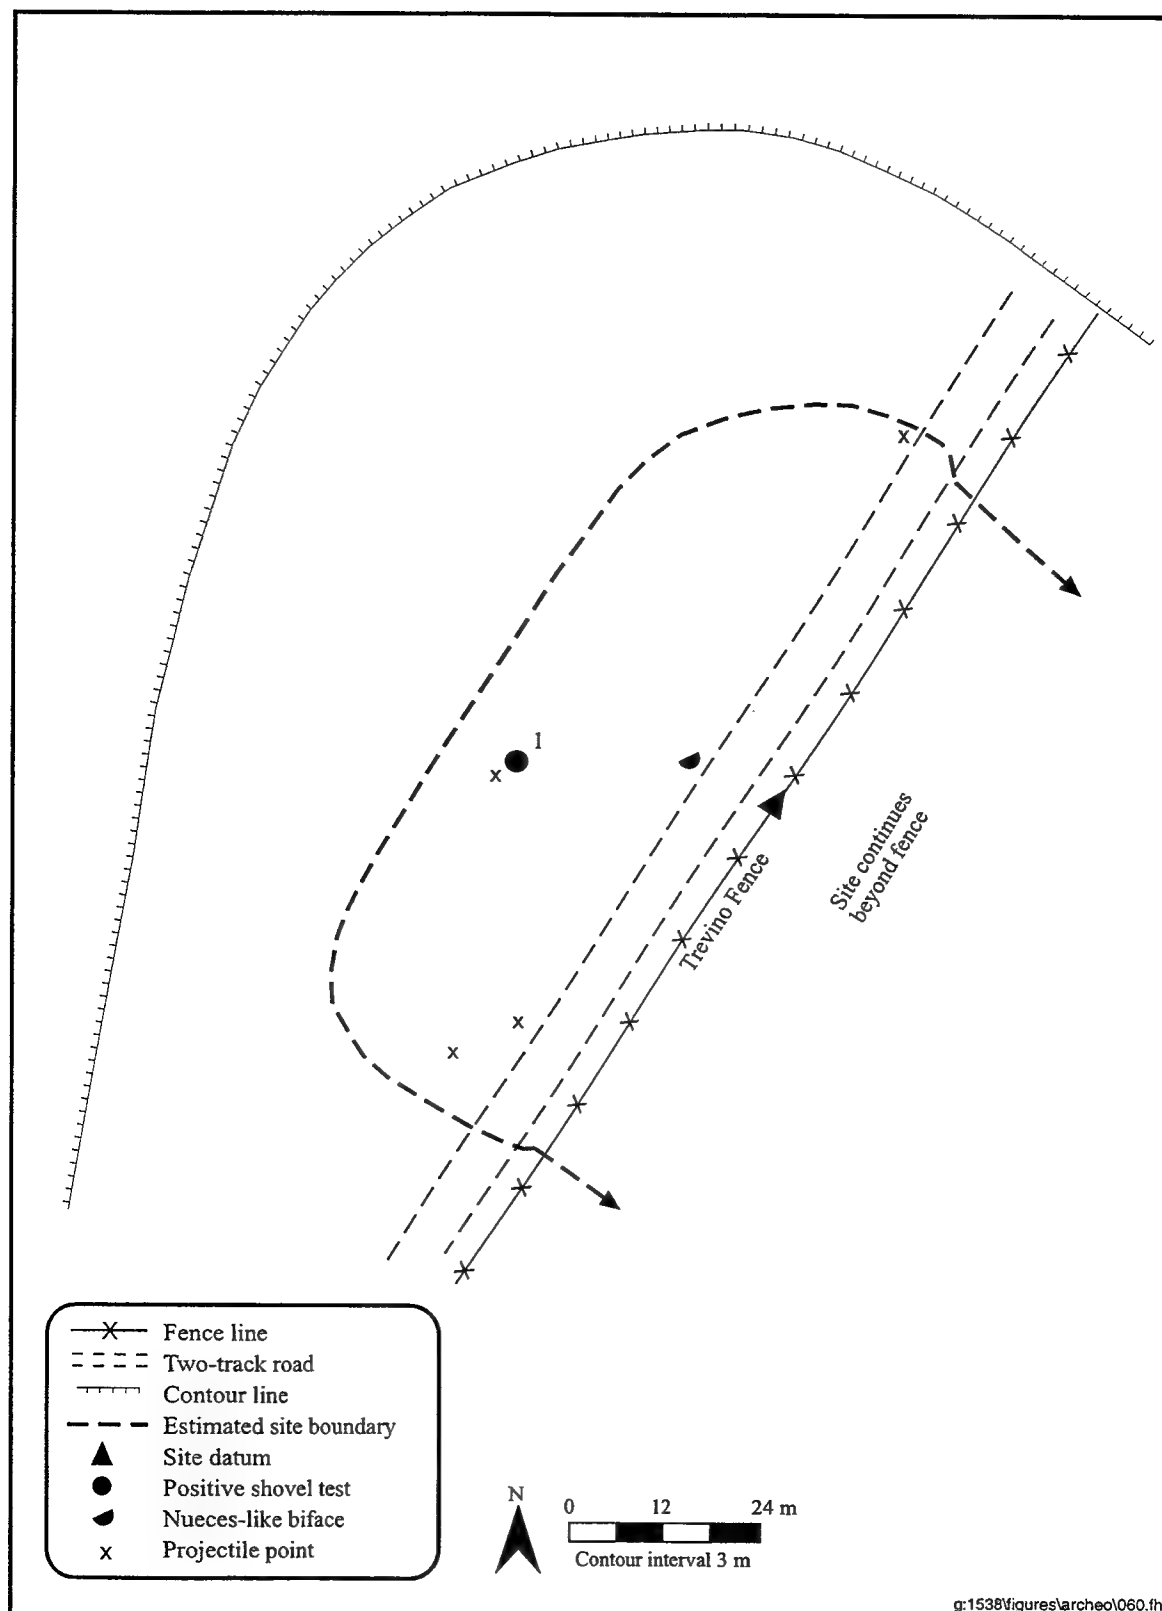 x
1
x
Site continues
beyond fence
Trevino Fence
x
x
Fence line
Two-track road
Contour line
Estimated site boundary
Site datum
Positive shovel test
Nueces-like biface
x Projectile point
N
0 12 24 m
Contour interval 3 m
g:1538\figures\archeo\060.fh